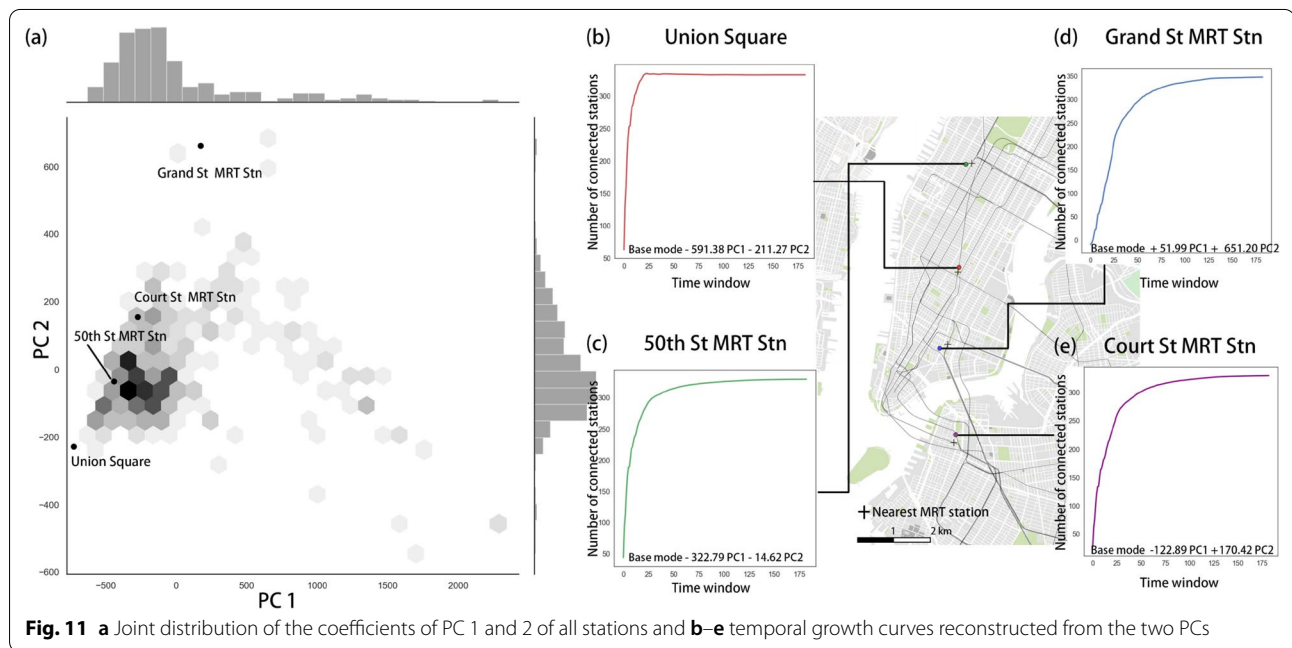 (a)
600
400
200
0
−200
−400
−600
PC 2
−500
0
500
1000
1500
2000
PC 1
Grand St MRT Stn
Court St MRT Stn
50th St MRT Stn
Union Square
(b) Union Square
Number of connected stations
300
250
200
150
100
50
Base mode - 591.38 PC1 - 211.27 PC2
0 25 50 75 100 125 150 175
Time window
(c) 50th St MRT Stn
Number of connected stations
300
250
200
150
100
50
Base mode - 322.79 PC1 - 14.62 PC2
0 25 50 75 100 125 150 175
Time window
+Nearest MRT station
1 2 km
(d) Grand St MRT Stn
Number of connected stations
350
300
250
200
150
100
50
0
Base mode + 51.99 PC1 + 651.20 PC2
0 25 50 75 100 125 150 175
Time window
(e) Court St MRT Stn
Number of connected stations
300
250
200
150
100
50
Base mode -122.89 PC1 +170.42 PC2
0 25 50 75 100 125 150 175
Time window
Fig. 11 a Joint distribution of the coefficients of PC 1 and 2 of all stations and b–e temporal growth curves reconstructed from the two PCs